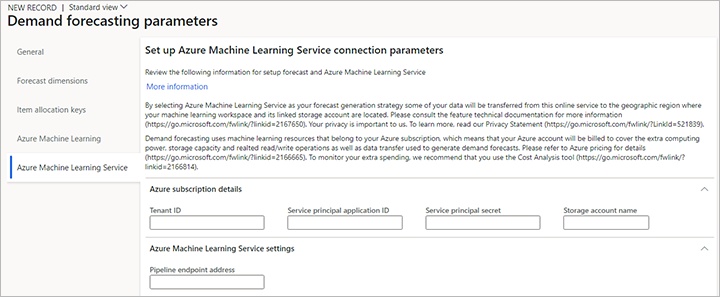 NEW RECORD | Standard view
Demand forecasting parameters
General
Forecast dimensions
Item allocation keys
Azure Machine Learning
Azure Machine Learning Service
Set up Azure Machine Learning Service connection parameters
Review the following information for setup forecast and Azure Machine Learning Service
More information
By selecting Azure Machine Learning Service as your forecast generation strategy some of your data will be transferred from this online service to the geographic region where
your machine learning workspace and its linked storage account are located. Please consult the feature technical documentation for more information
(https://go.microsoft.com/fwlink/?linkid=2167650). Your privacy is important to us. To learn more, read our Privacy Statement (https://go.microsoft.com/fwlink/?LinkId=521839).
Demand forecasting uses machine learning resources that belong to your Azure subscription, which means that your Azure account will be billed to cover the extra computing
power, storage capacity and realted read/write operations as well as data transfer used to generate demand forecasts. Please refer to Azure pricing for details
(https://go.microsoft.com/fwlink/?linkid=2166665). To monitor your extra spending, we recommend that you use the Cost Analysis tool (https://go.microsoft.com/fwlink/?
linkid=2166814).
Azure subscription details
Tenant ID Service principal application ID Service principal secret Storage account name
Azure Machine Learning Service settings
Pipeline endpoint address